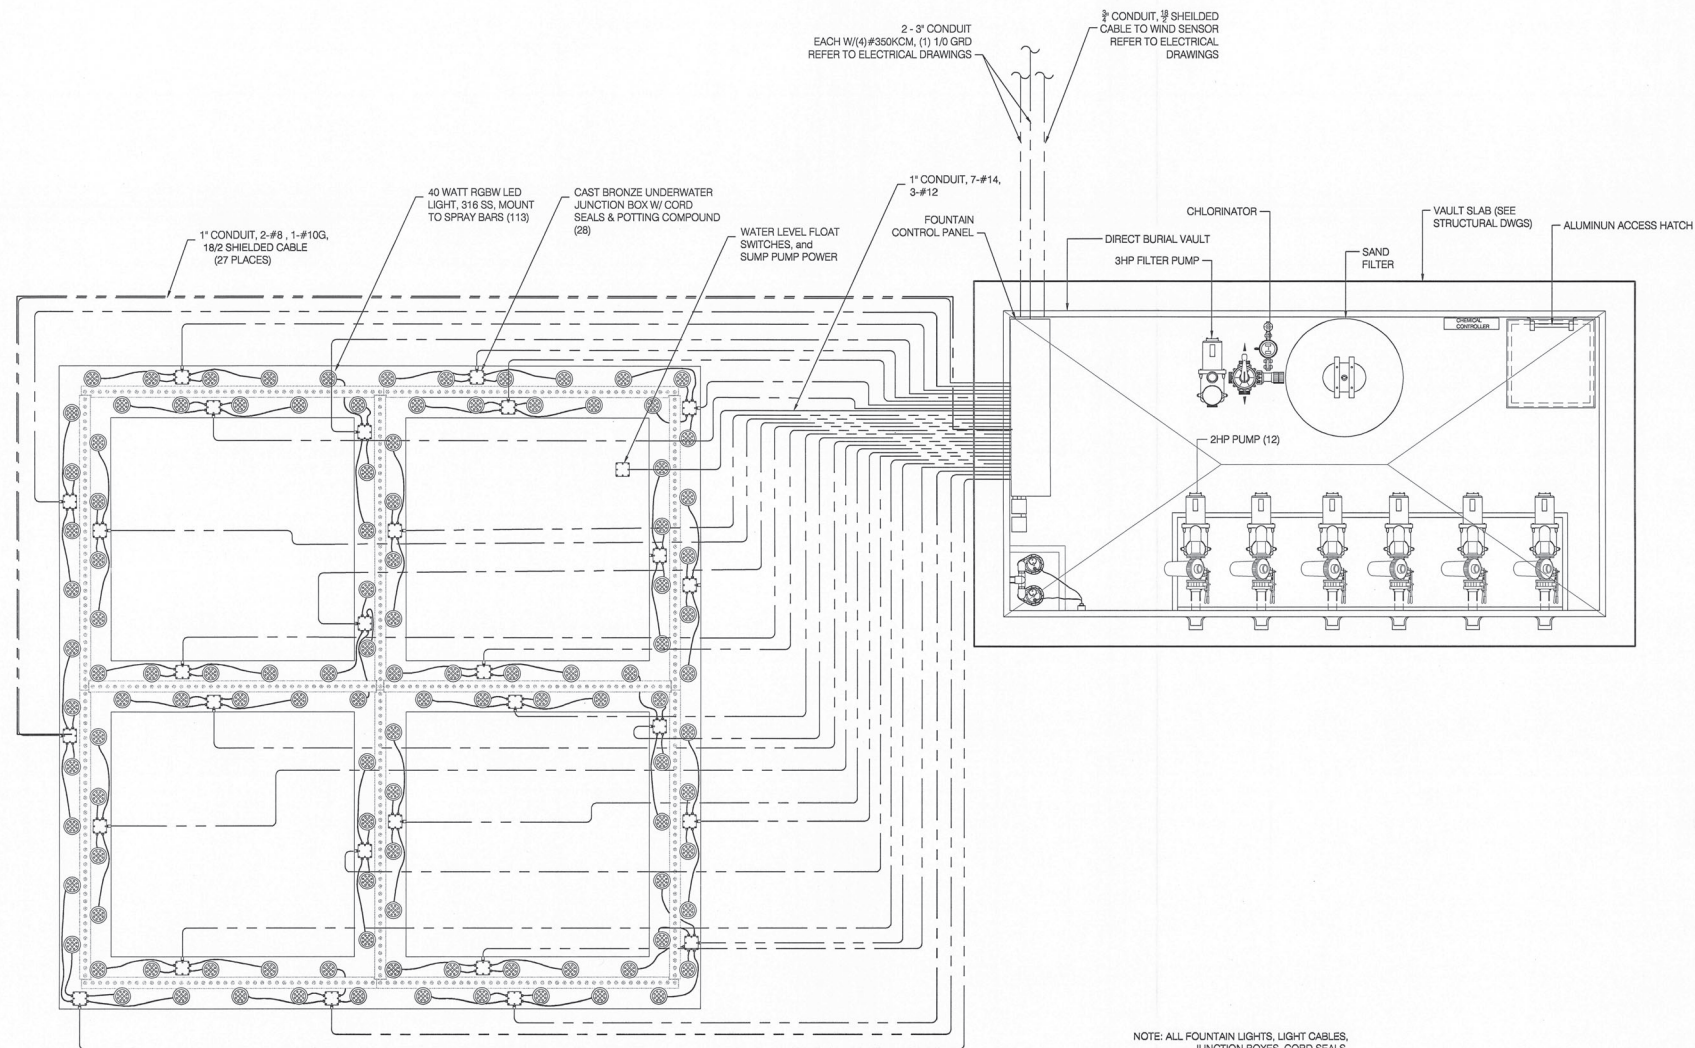 2 - 3" CONDUIT
EACH W/(4)#350KCM, (1) 1/0 GRD
REFER TO ELECTRICAL DRAWINGS
¾" CONDUIT, 18/2 SHEILDED
CABLE TO WIND SENSOR
REFER TO ELECTRICAL
DRAWINGS
1" CONDUIT, 2-#8 , 1-#10G,
18/2 SHIELDED CABLE
(27 PLACES)
40 WATT RGBW LED
LIGHT, 316 SS, MOUNT
TO SPRAY BARS (113)
CAST BRONZE UNDERWATER
JUNCTION BOX W/ CORD
SEALS & POTTING COMPOUND
(28)
WATER LEVEL FLOAT
SWITCHES, and
SUMP PUMP POWER
1" CONDUIT, 7-#14,
3-#12
FOUNTAIN
CONTROL PANEL
DIRECT BURIAL VAULT
3HP FILTER PUMP
CHLORINATOR
SAND
FILTER
VAULT SLAB (SEE
STRUCTURAL DWGS)
ALUMINUN ACCESS HATCH
CHEMICAL
CONTROLLER
2HP PUMP (12)
NOTE: ALL FOUNTAIN LIGHTS, LIGHT CABLES,
JUNCTION BOXES, CORD SEALS,